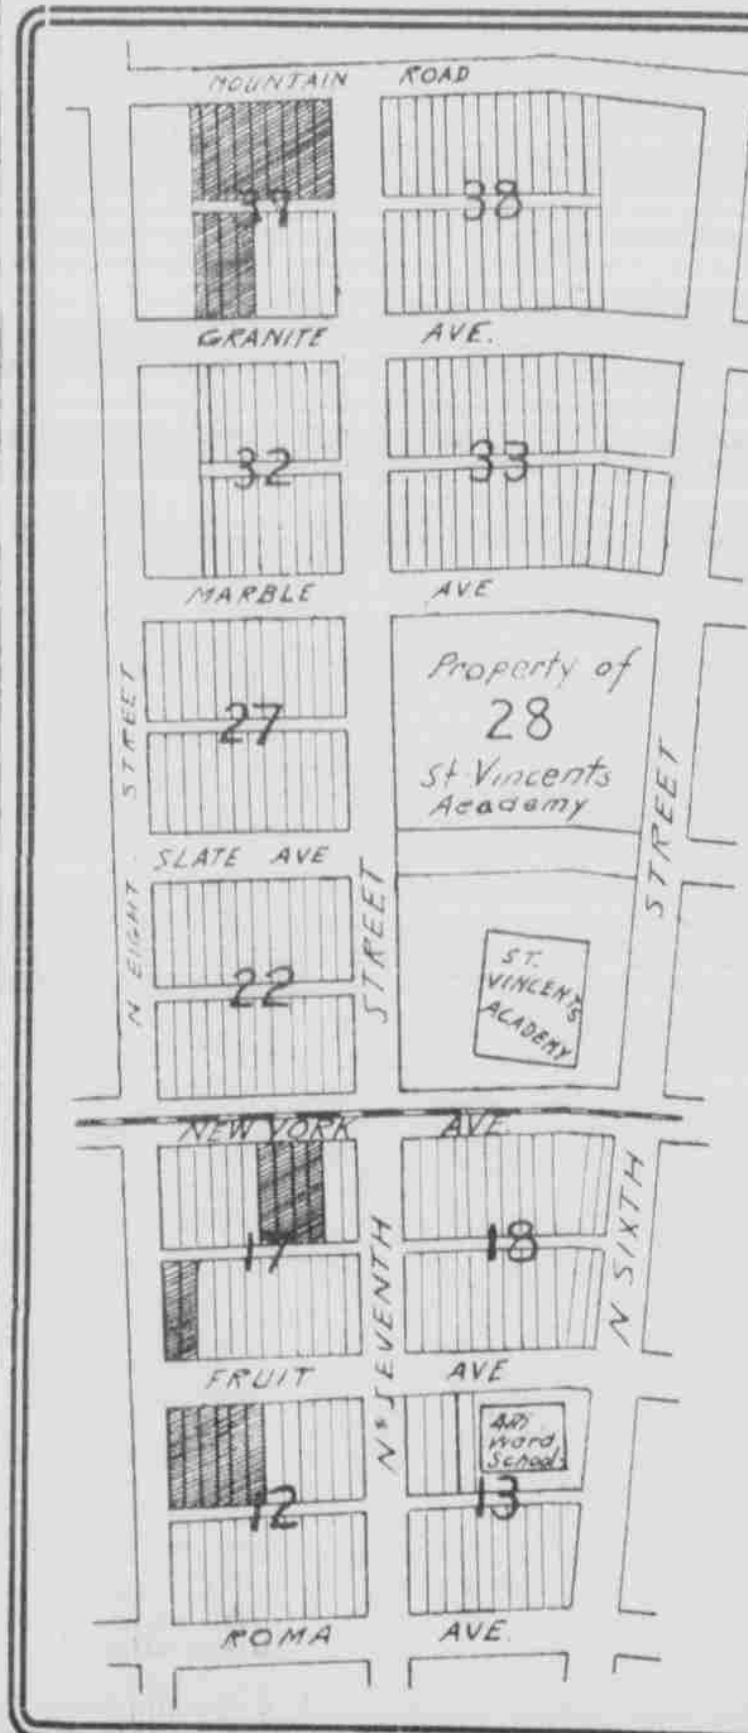 MOUNTAIN ROAD
37 38
GRANITE AVE.
32 33
MARBLE AVE
27
Property of
28
St. Vincents
Academy
STREET
STREET
SLATE AVE
N EIGHT
22
STREET
ST.
VINCENTS
ACADEMY
NEW YORK AVE.
17 18
N SIXTH
Nº SEVENTH
FRUIT AVE
Ward
School
12 13
ROMA AVE.